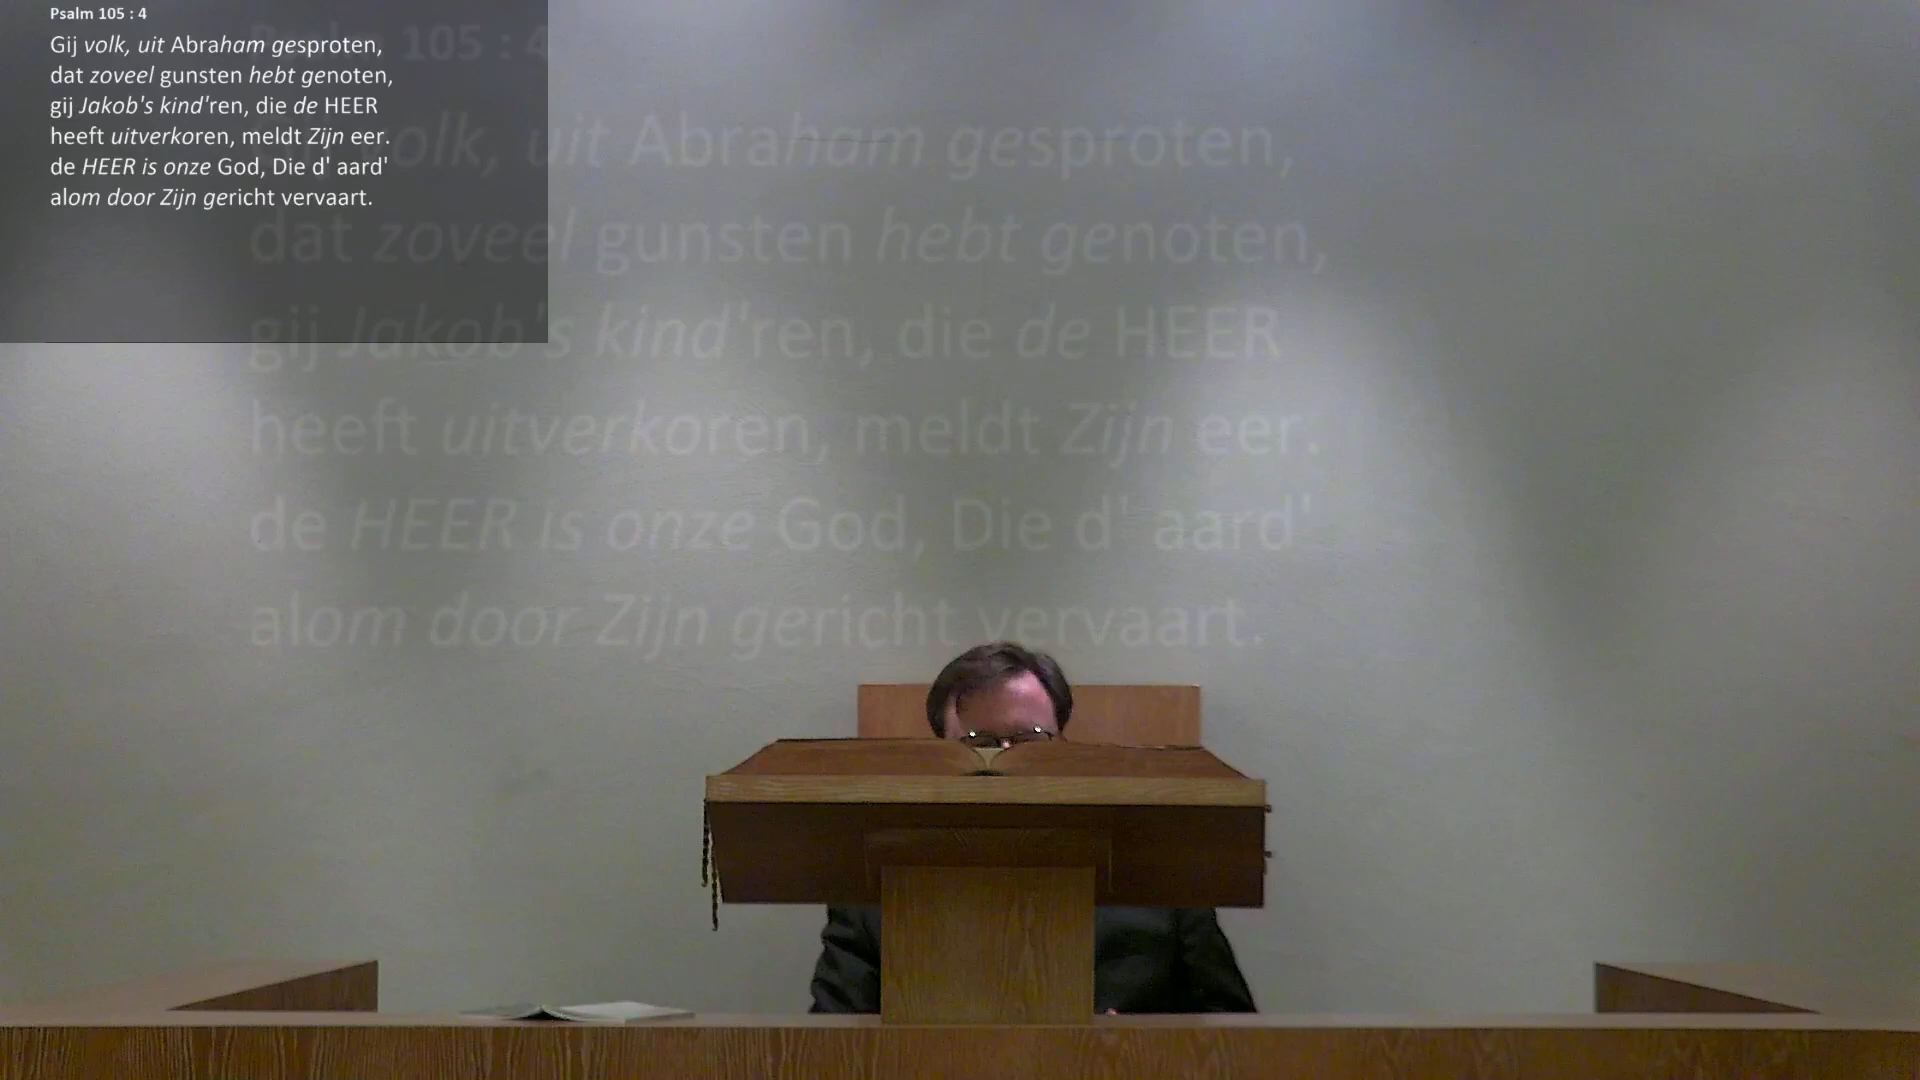 Psalm 105 : 4
Gij volk, uit Abraham gesproten,
dat zoveel gunsten hebt genoten,
gij Jakob's kind'ren, die de HEER
heeft uitverkoren, meldt Zijn eer.
de HEER is onze God, Die d' aard'
alom door Zijn gericht vervaart.
Psalm 105 : 4
Gij volk, uit Abraham gesproten,
dat zoveel gunsten hebt genoten,
gij Jakob's kind'ren, die de HEER
heeft uitverkoren, meldt Zijn eer.
de HEER is onze God, Die d' aard'
alom door Zijn gericht vervaart.